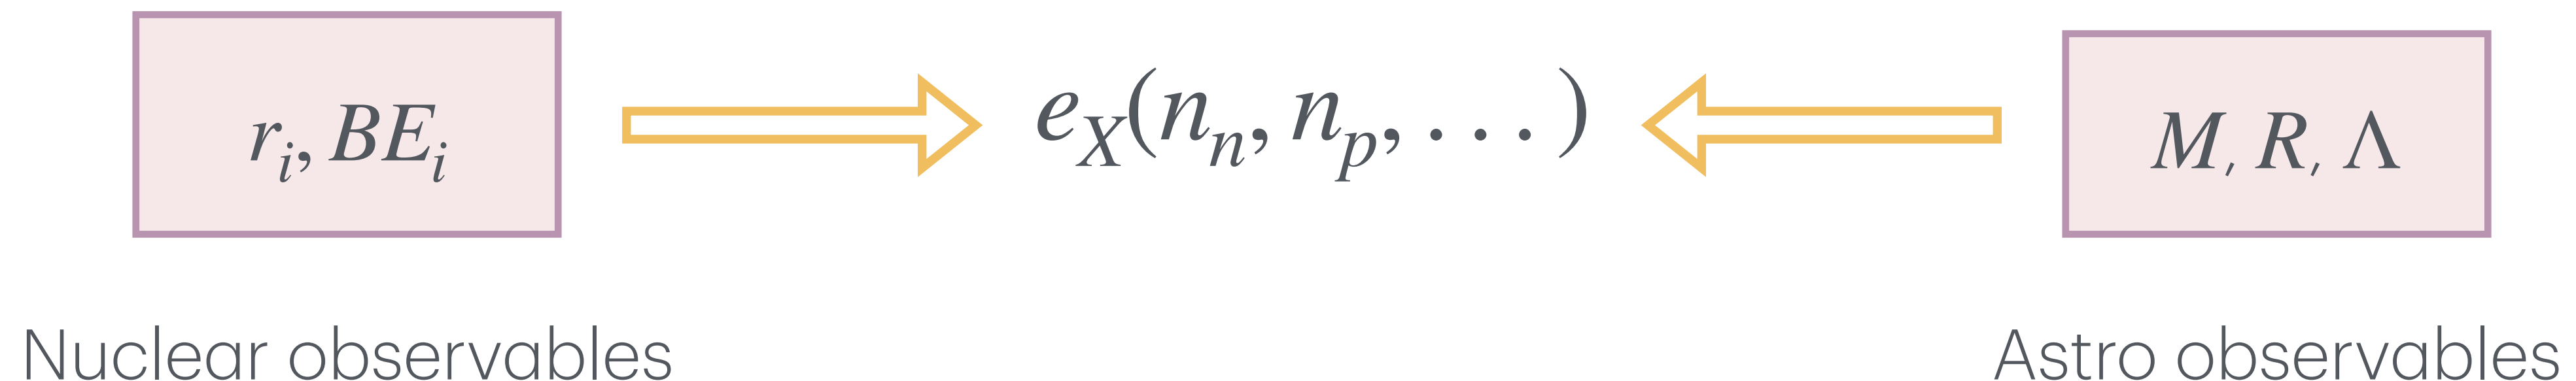 r_i, BE_i
e_X(n_n, n_p, . . . )
M, R, Λ
Nuclear observables
Astro observables